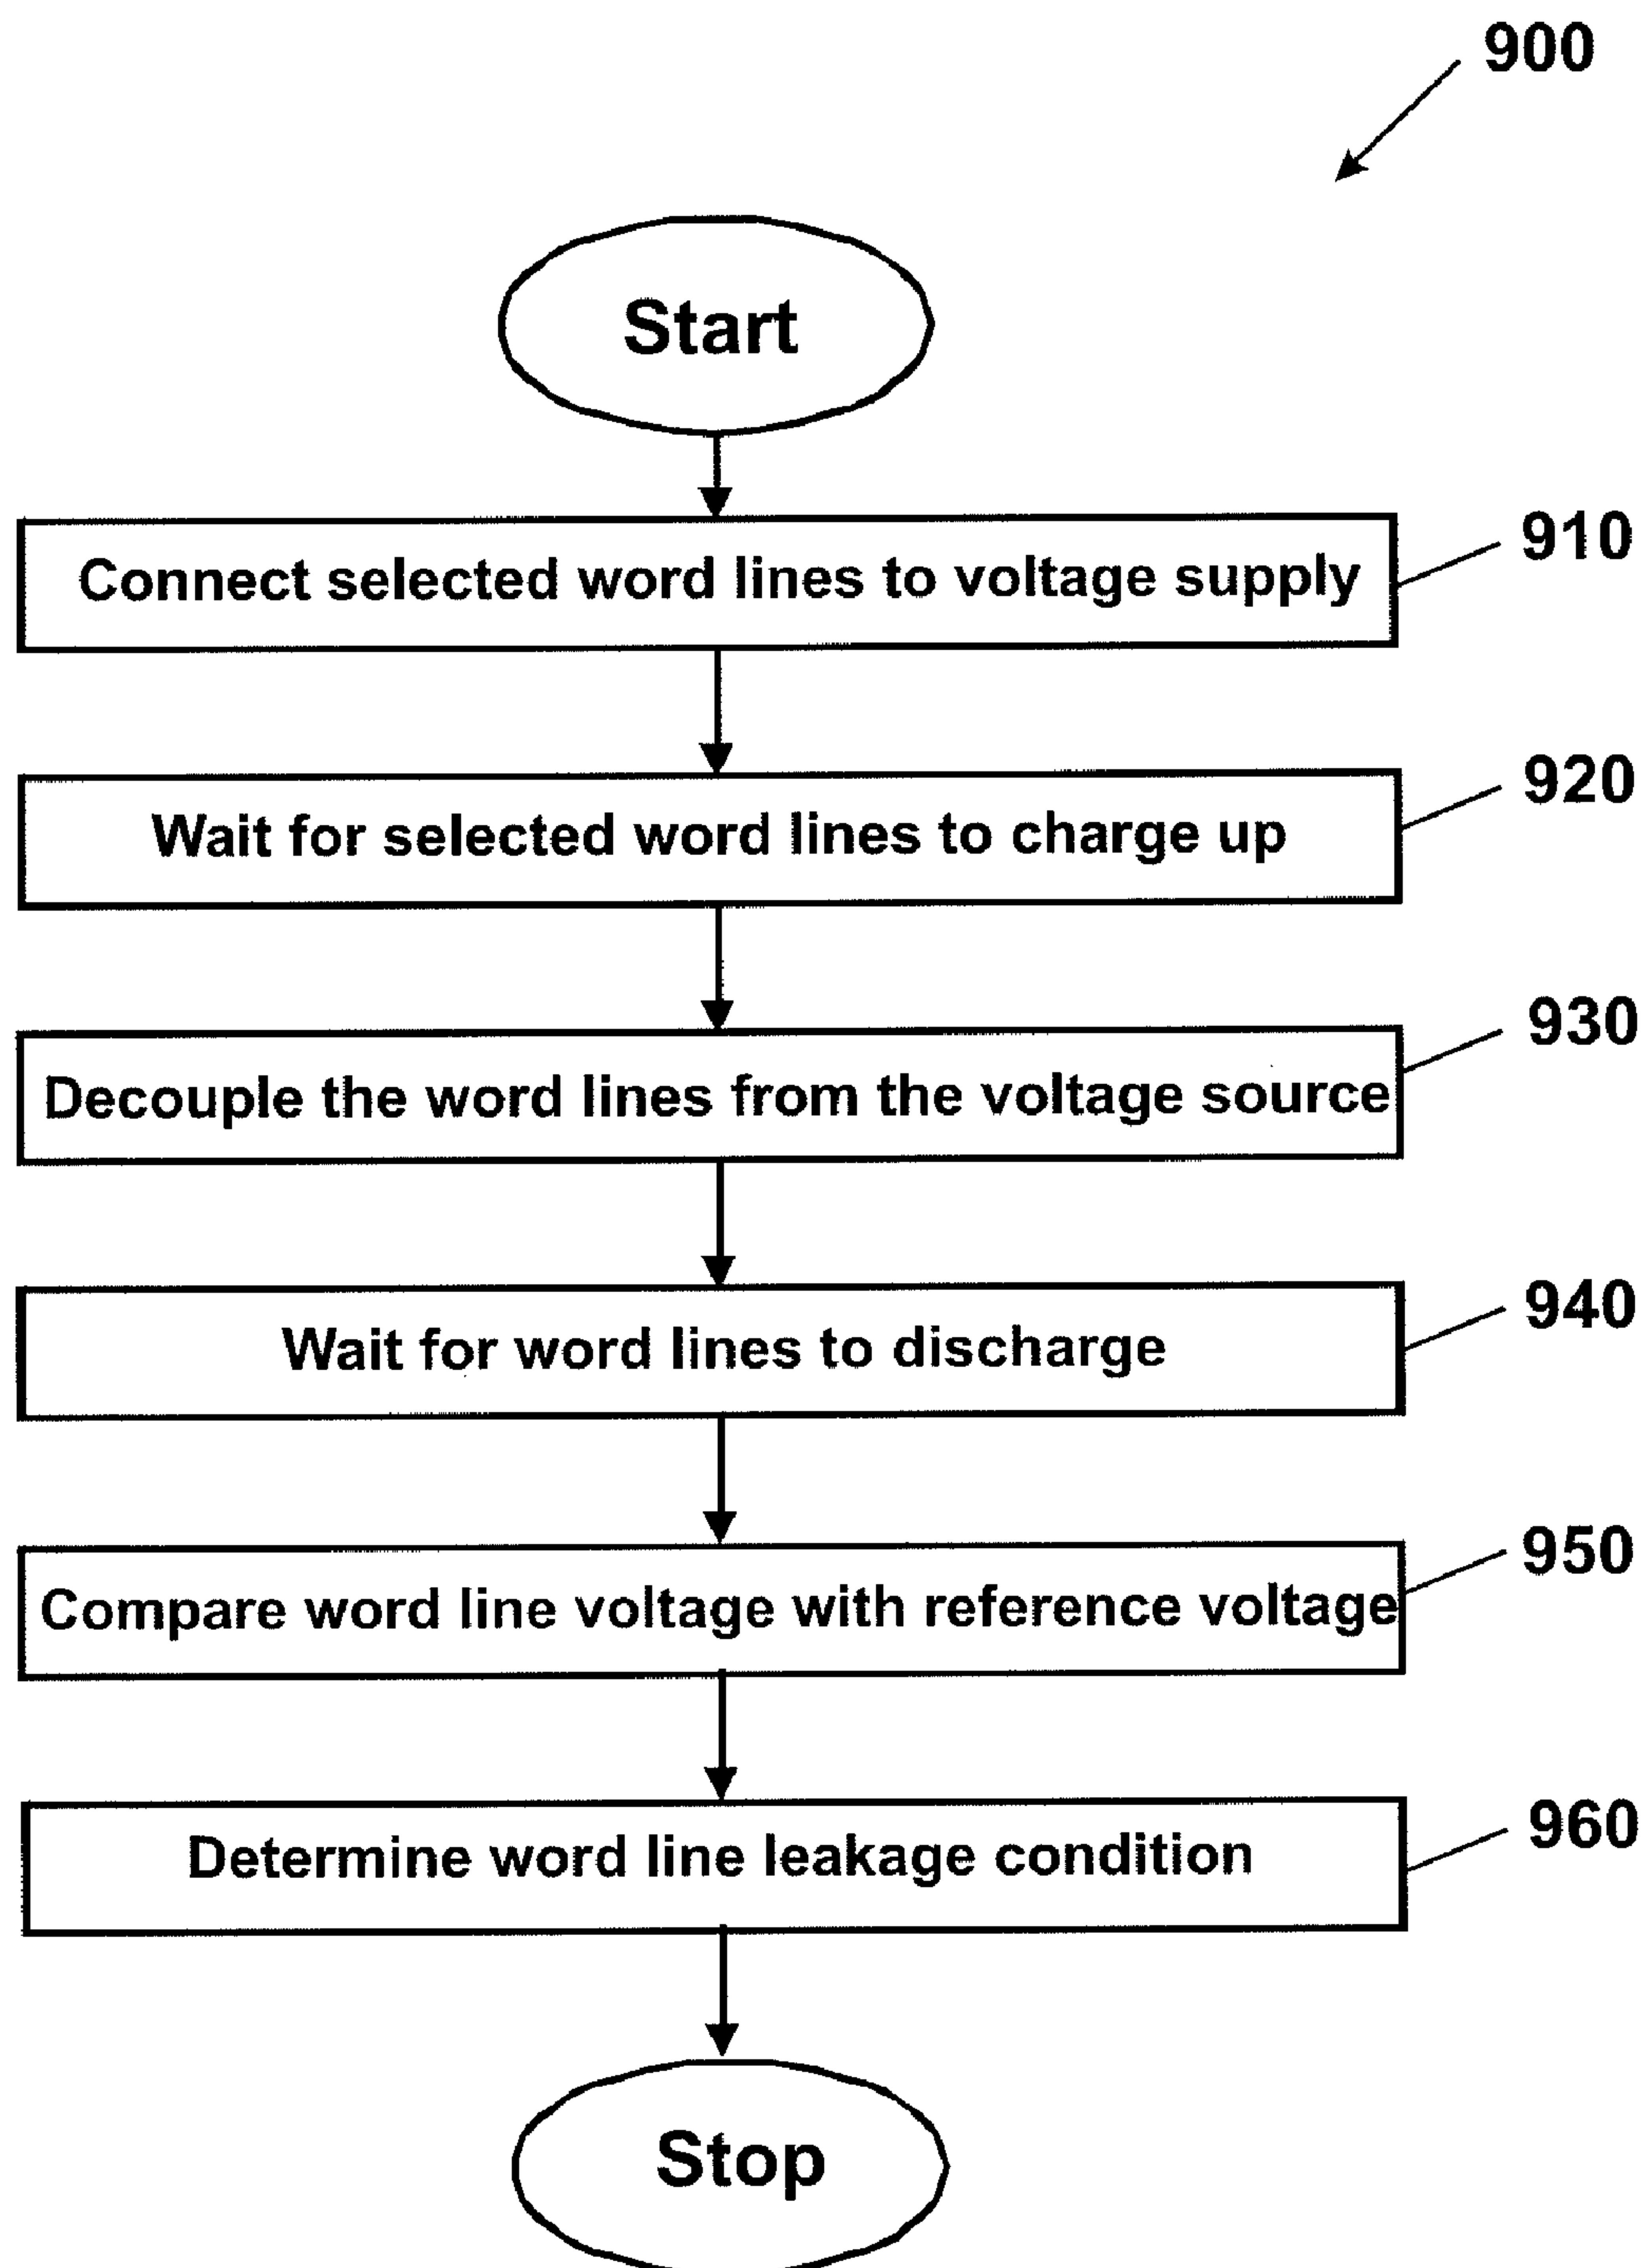 900
Start
Connect selected word lines to voltage supply
910
Wait for selected word lines to charge up
920
Decouple the word lines from the voltage source
930
Wait for word lines to discharge
940
Compare word line voltage with reference voltage
950
Determine word line leakage condition
960
Stop